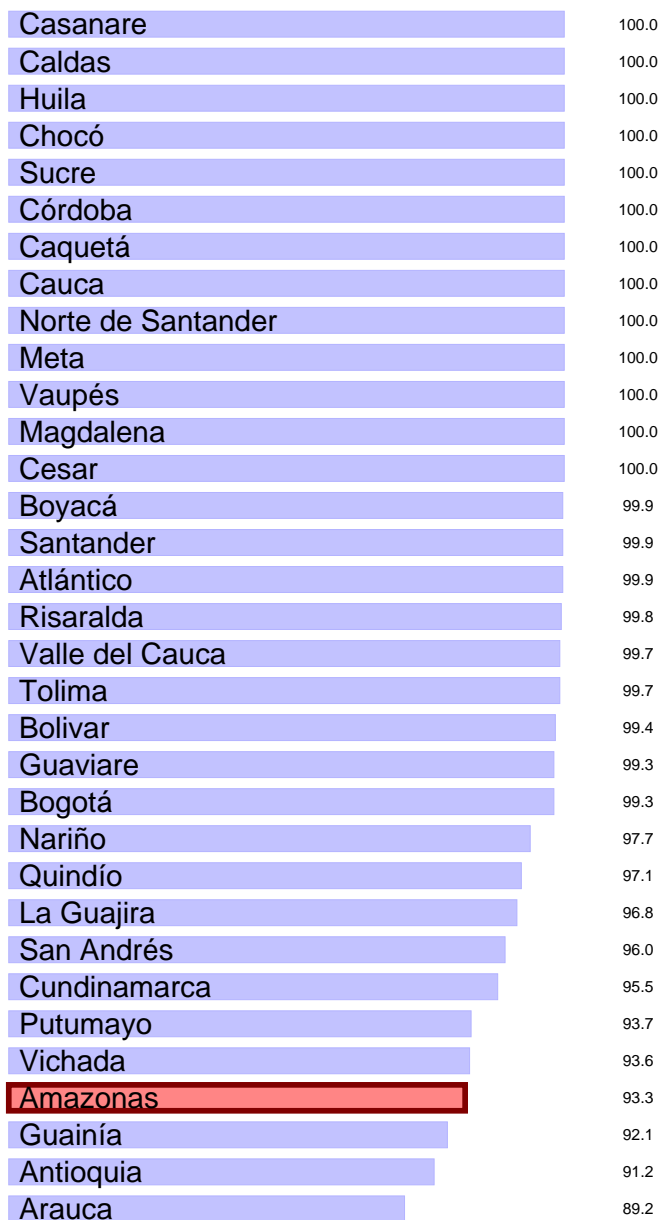 Casanare 100.0
Caldas 100.0
Huila 100.0
Chocó 100.0
Sucre 100.0
Córdoba 100.0
Caquetá 100.0
Cauca 100.0
Norte de Santander 100.0
Meta 100.0
Vaupés 100.0
Magdalena 100.0
Cesar 100.0
Boyacá 99.9
Santander 99.9
Atlántico 99.9
Risaralda 99.8
Valle del Cauca 99.7
Tolima 99.7
Bolivar 99.4
Guaviare 99.3
Bogotá 99.3
Nariño 97.7
Quindío 97.1
La Guajira 96.8
San Andrés 96.0
Cundinamarca 95.5
Putumayo 93.7
Vichada 93.6
Amazonas 93.3
Guainía 92.1
Antioquia 91.2
Arauca 89.2